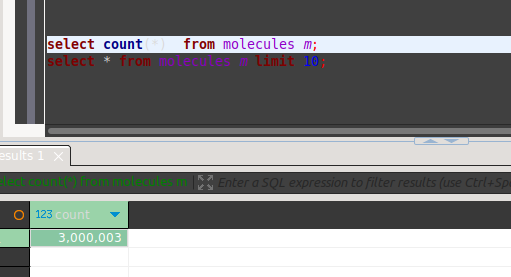 select count(*) from molecules m;
select * from molecules m limit 10;
esults 1
elect count(*) from molecules m
Enter a SQL expression to filter results (use Ctrl+Spa
123 count
3,000,003